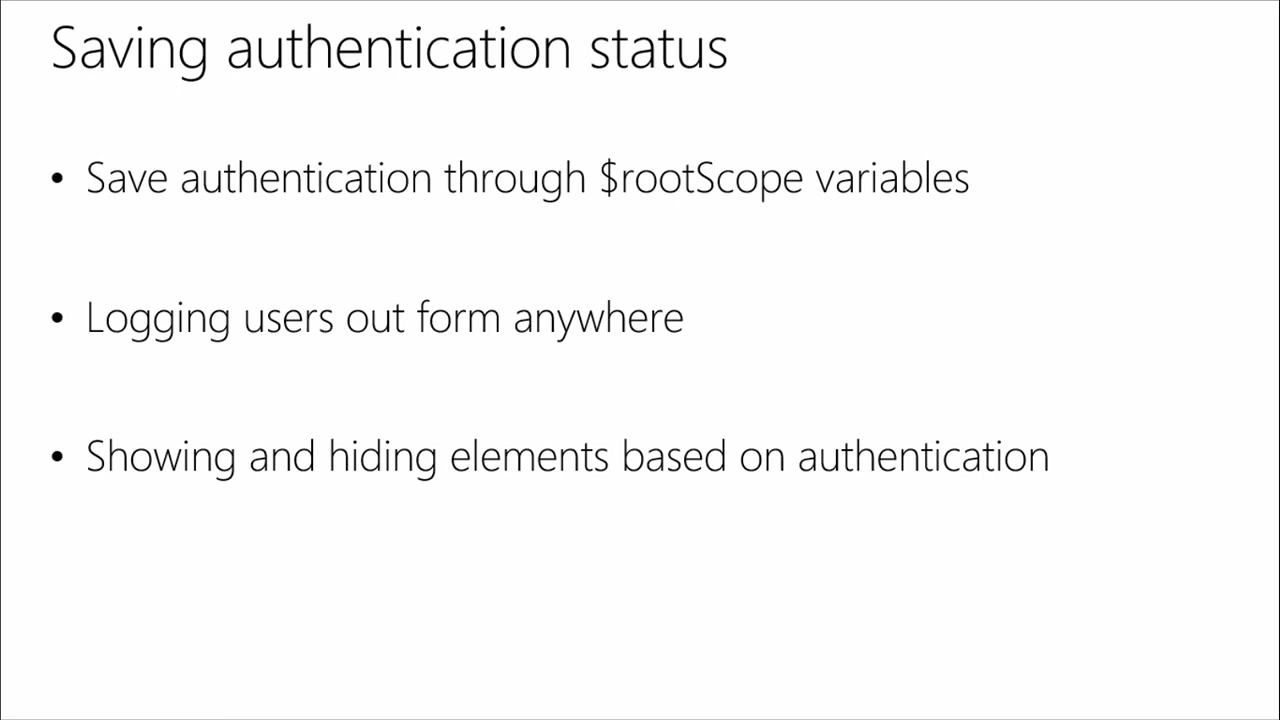 Saving authentication status
• Save authentication through $rootScope variables
• Logging users out form anywhere
• Showing and hiding elements based on authentication